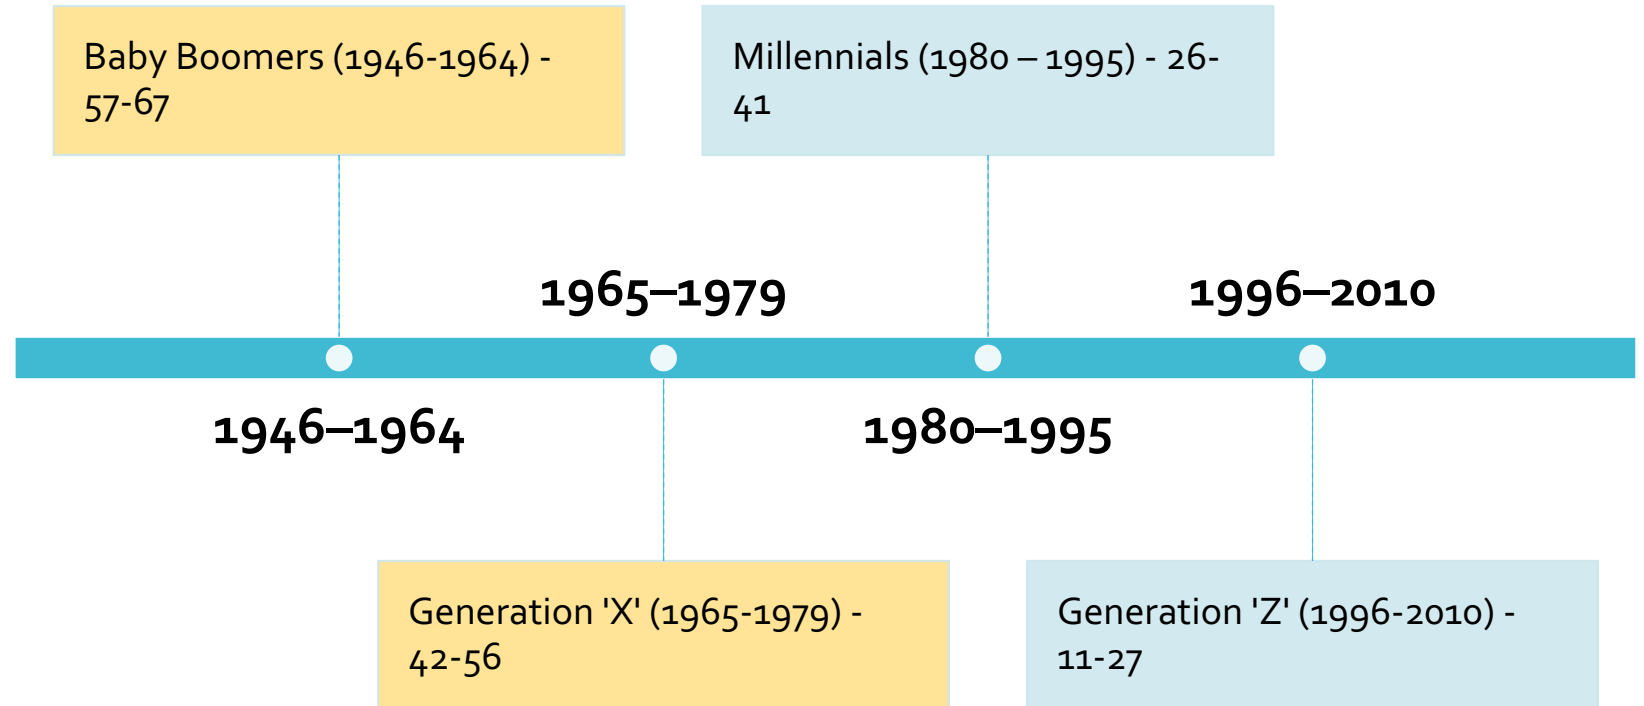 Baby Boomers (1946-1964) -
57-67
Millennials (1980 – 1995) - 26-
41
1965–1979
1996–2010
1946–1964
1980–1995
Generation 'X' (1965-1979) -
42-56
Generation 'Z' (1996-2010) -
11-27